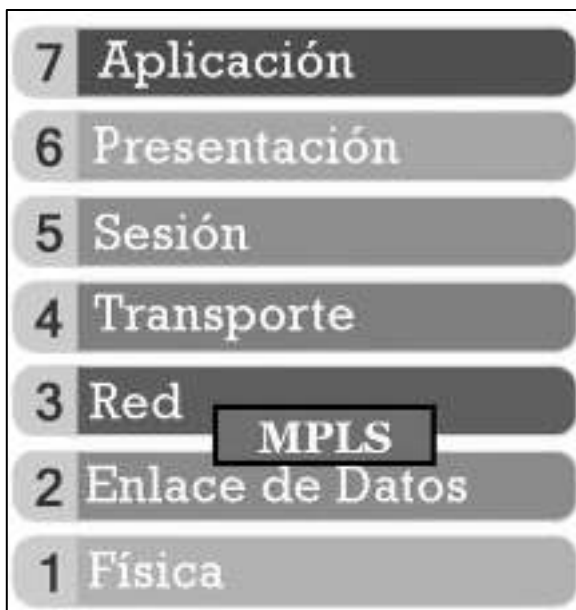 7 Aplicación
6 Presentación
5 Sesión
4 Transporte
3 Red
MPLS
2 Enlace de Datos
1 Física